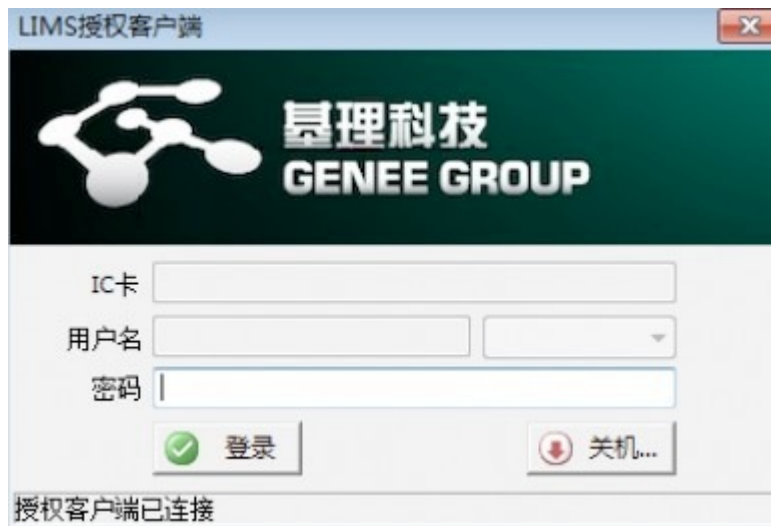 LIMS授权客户端
基理科技
GENEE GROUP
IC卡
用户名
密码
登录
关机...
授权客户端已连接